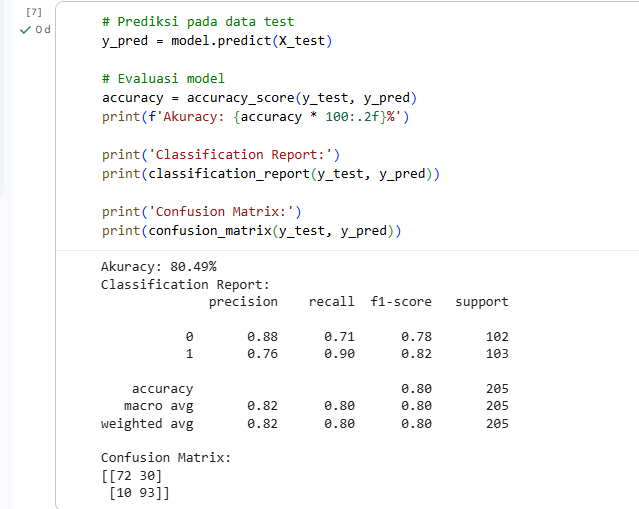 [7]
0 d
# Prediksi pada data test
y_pred = model.predict(X_test)
# Evaluasi model
accuracy = accuracy_score(y_test, y_pred)
print(f'Akuracy: {accuracy * 100:.2f}%')
print('Classification Report:')
print(classification_report(y_test, y_pred))
print('Confusion Matrix:')
print(confusion_matrix(y_test, y_pred))
Akuracy: 80.49%
Classification Report:
precision recall f1-score support
0 0.88 0.71 0.78 102
1 0.76 0.90 0.82 103
accuracy 0.80 205
macro avg 0.82 0.80 0.80 205
weighted avg 0.82 0.80 0.80 205
Confusion Matrix:
[[72 30]
[10 93]]